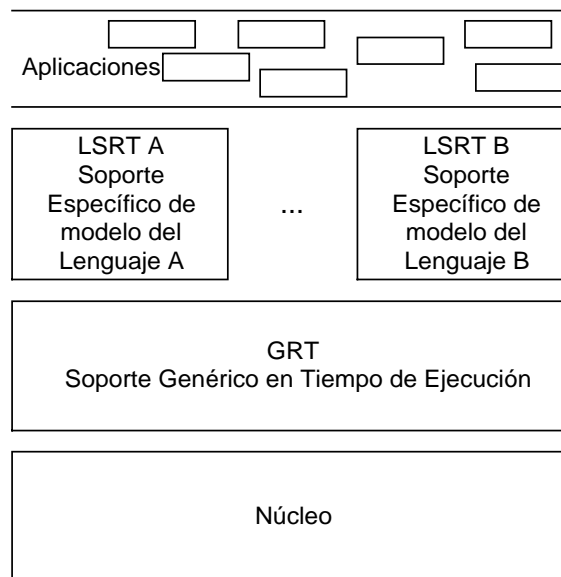 Aplicaciones
LSRT A
Soporte
Específico de
modelo del
Lenguaje A
...
LSRT B
Soporte
Específico de
modelo del
Lenguaje B
GRT
Soporte Genérico en Tiempo de Ejecución
Núcleo